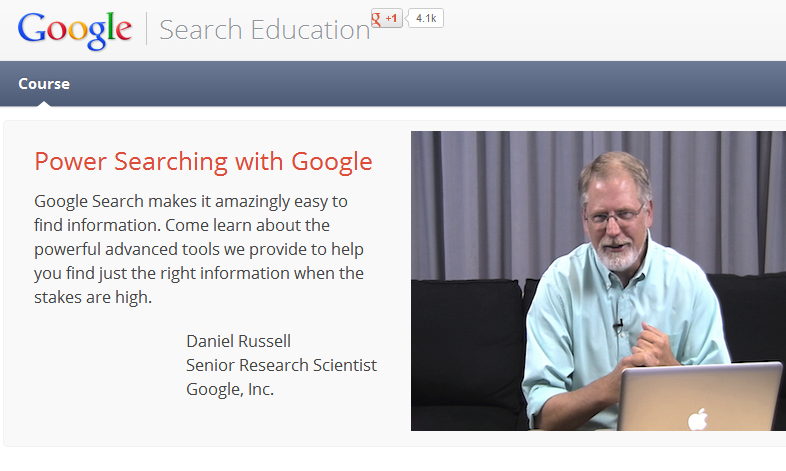 Google Search Education g +1 4.1k
Course
Power Searching with Google
Google Search makes it amazingly easy to
find information. Come learn about the
powerful advanced tools we provide to help
you find just the right information when the
stakes are high.
Daniel Russell
Senior Research Scientist
Google, Inc.